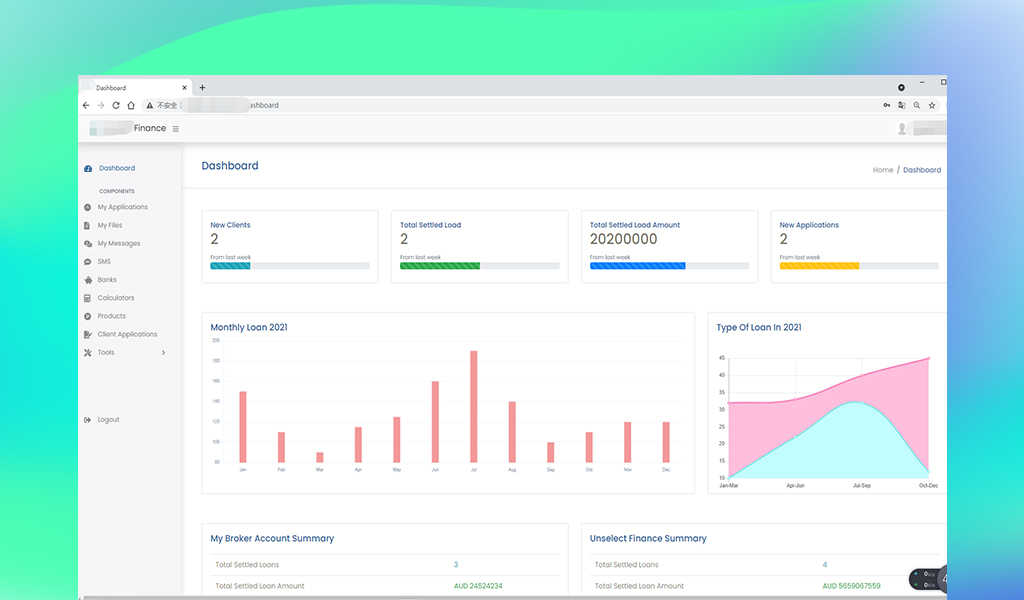 Dashboard
不安全
shboard
Finance
Dashboard
COMPONENTS
My Applications
My Files
My Messages
SMS
Banks
Calculators
Products
Client Applications
Tools
Logout
Dashboard
Home / Dashboard
New Clients
2
From last week
Total Settled Load
2
From last week
Total Settled Load Amount
20200000
From last week
New Applications
2
From last week
Monthly Loan 2021
200
180
160
140
120
100
80
Jan Feb Mar Apr May Jun Jul Aug Sep Oct Nov Dec
Type Of Loan In 2021
45
40
35
30
25
20
15
10
Jan-Mar Apr-Jun Jul-Sep Oct-Dec
My Broker Account Summary
Total Settled Loans 3
Total Settled Loan Amount AUD 24524234
Unselect Finance Summary
Total Settled Loans 4
Total Settled Loan Amount AUD 5659067559